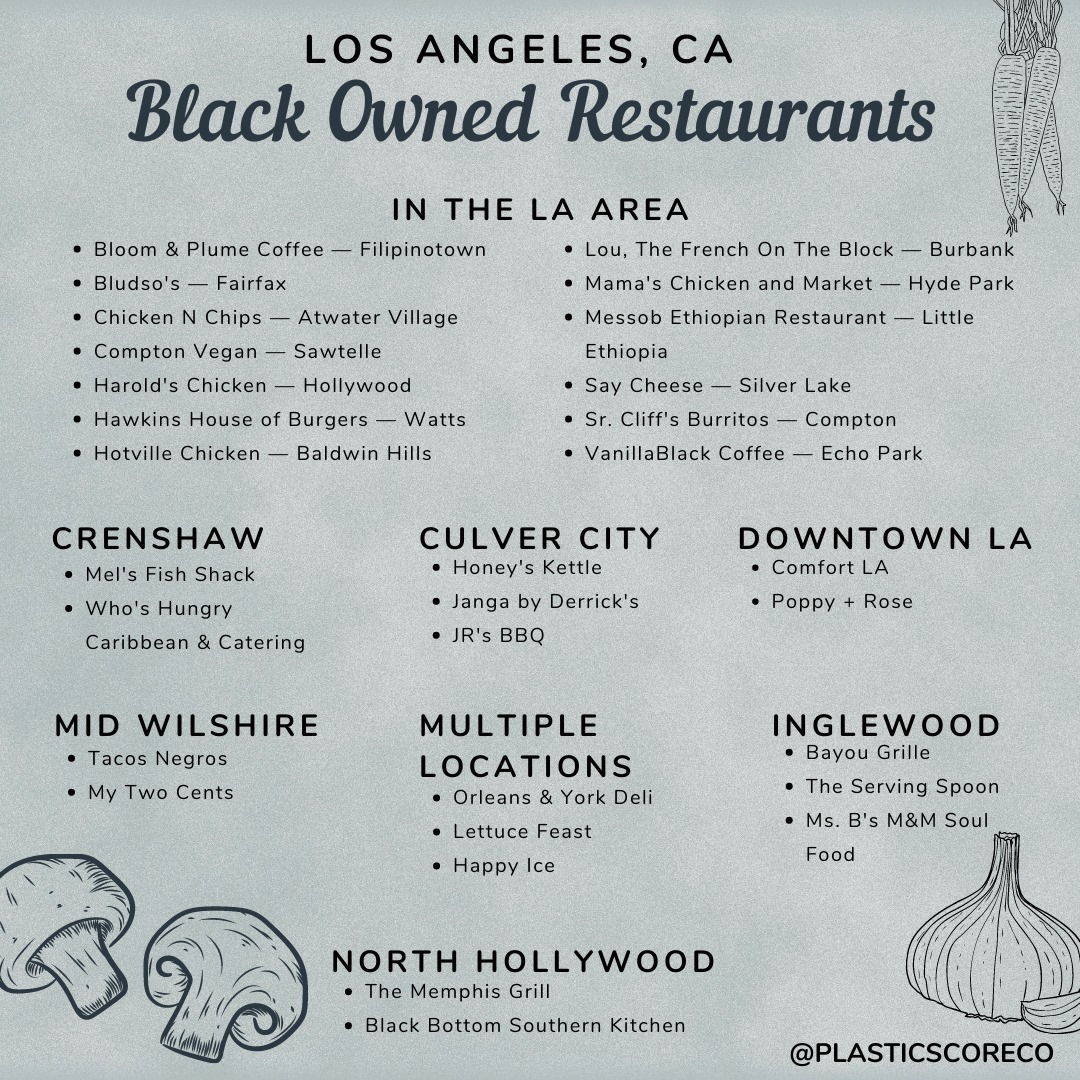 LOS ANGELES, CA
Black Owned Restaurants
IN THE LA AREA
• Bloom & Plume Coffee — Filipinotown
• Bludso's — Fairfax
• Chicken N Chips — Atwater Village
• Compton Vegan — Sawtelle
• Harold's Chicken — Hollywood
• Hawkins House of Burgers — Watts
• Hotville Chicken — Baldwin Hills
• Lou, The French On The Block — Burbank
• Mama's Chicken and Market — Hyde Park
• Messob Ethiopian Restaurant — Little
Ethiopia
• Say Cheese — Silver Lake
• Sr. Cliff's Burritos — Compton
• VanillaBlack Coffee — Echo Park
CRENSHAW
• Mel's Fish Shack
• Who's Hungry
Caribbean & Catering
CULVER CITY
• Honey's Kettle
• Janga by Derrick's
• JR's BBQ
DOWNTOWN LA
• Comfort LA
• Poppy + Rose
MID WILSHIRE
• Tacos Negros
• My Two Cents
MULTIPLE
LOCATIONS
• Orleans & York Deli
• Lettuce Feast
• Happy Ice
INGLEWOOD
• Bayou Grille
• The Serving Spoon
• Ms. B's M&M Soul
Food
NORTH HOLLYWOOD
• The Memphis Grill
• Black Bottom Southern Kitchen
@PLASTICSCORECO